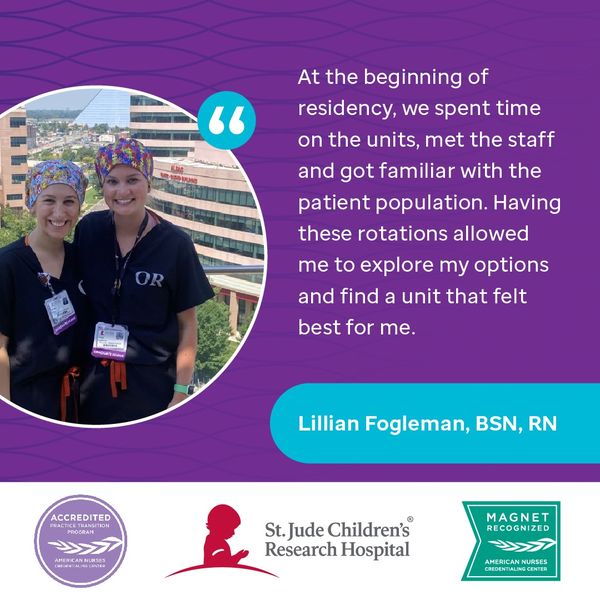 At the beginning of
residency, we spent time
on the units, met the staff
and got familiar with the
patient population. Having
these rotations allowed
me to explore my options
and find a unit that felt
best for me.
OR
Lillian Fogleman, BSN, RN
ACCREDITED
PRACTICE TRANSITION
PROGRAM
AMERICAN NURSES
CREDENTIALING CENTER
St. Jude Children's®
Research Hospital
MAGNET
RECOGNIZED
AMERICAN NURSES
CREDENTIALING CENTER